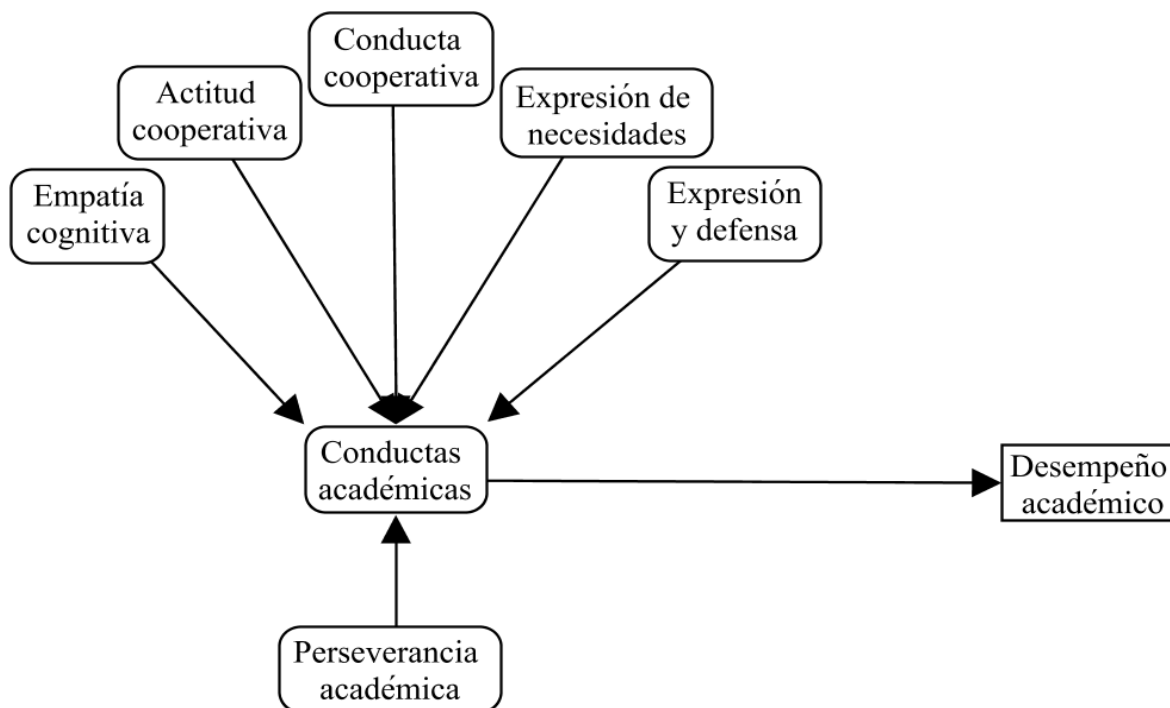 Conducta
cooperativa
Actitud
cooperativa
Expresión de
necesidades
Empatía
cognitiva
Expresión
y defensa
Conductas
académicas
Desempeño
académico
Perseverancia
académica